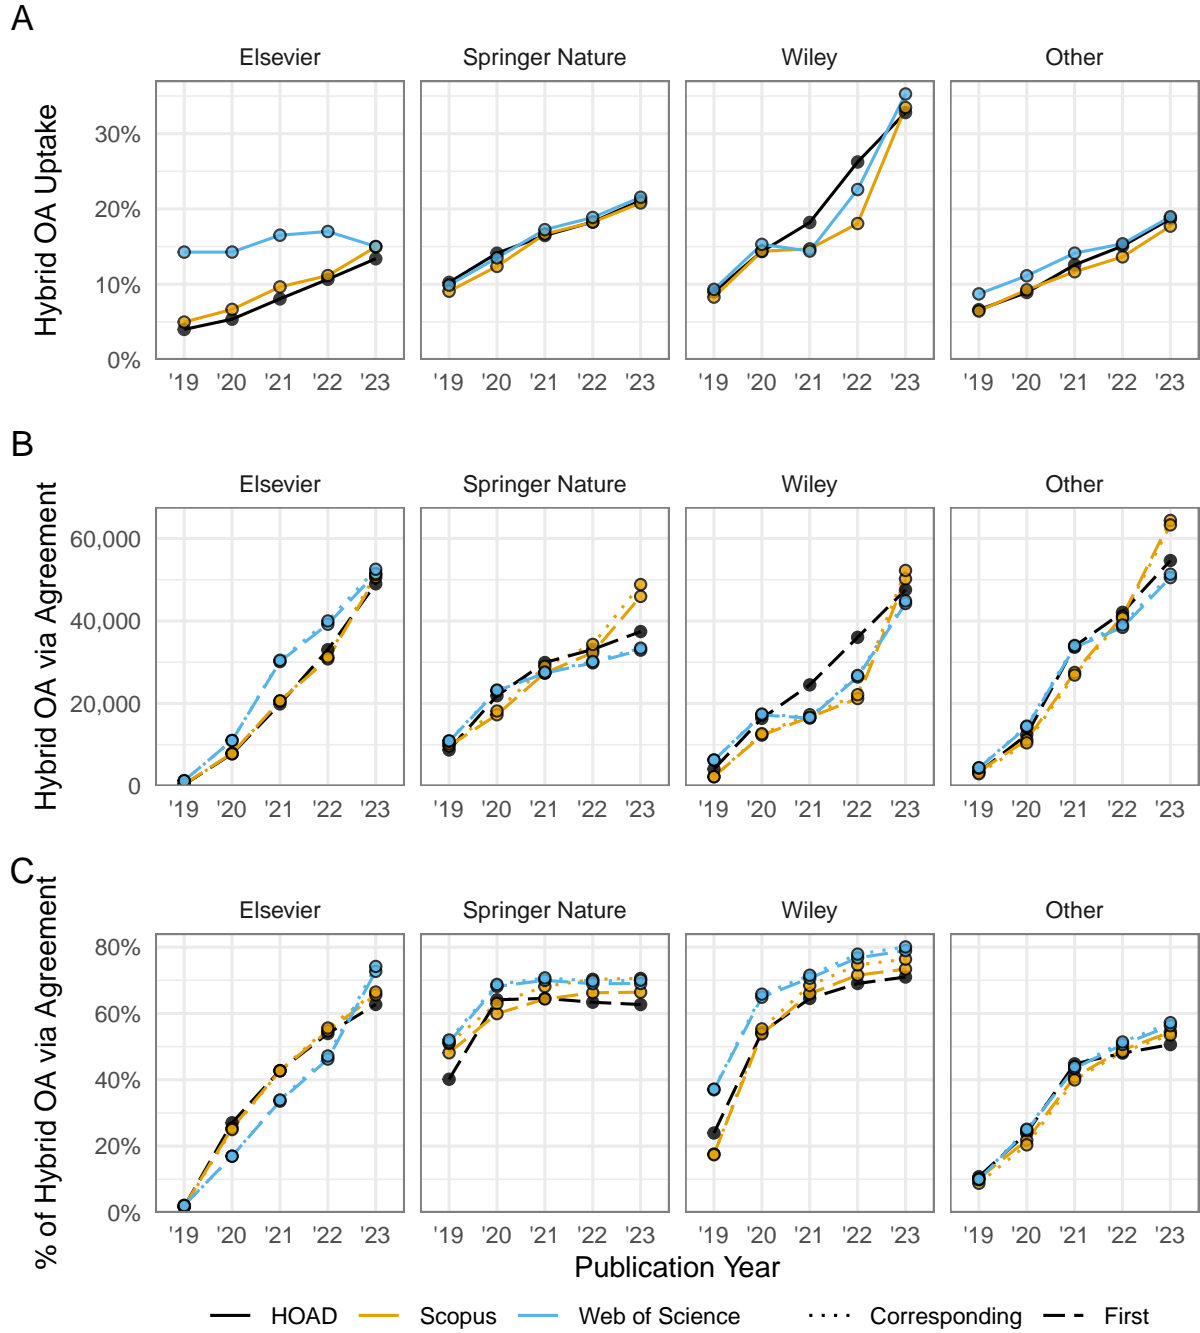 A
Elsevier Springer Nature Wiley Other
Hybrid OA Uptake
30%
20%
10%
0%
'19 '20 '21 '22 '23 '19 '20 '21 '22 '23 '19 '20 '21 '22 '23 '19 '20 '21 '22 '23
B
Elsevier Springer Nature Wiley Other
Hybrid OA via Agreement
60,000
40,000
20,000
0
'19 '20 '21 '22 '23 '19 '20 '21 '22 '23 '19 '20 '21 '22 '23 '19 '20 '21 '22 '23
C
Elsevier Springer Nature Wiley Other
% of Hybrid OA via Agreement
80%
60%
40%
20%
0%
'19 '20 '21 '22 '23 '19 '20 '21 '22 '23 '19 '20 '21 '22 '23 '19 '20 '21 '22 '23
Publication Year
HOAD Scopus Web of Science Corresponding First